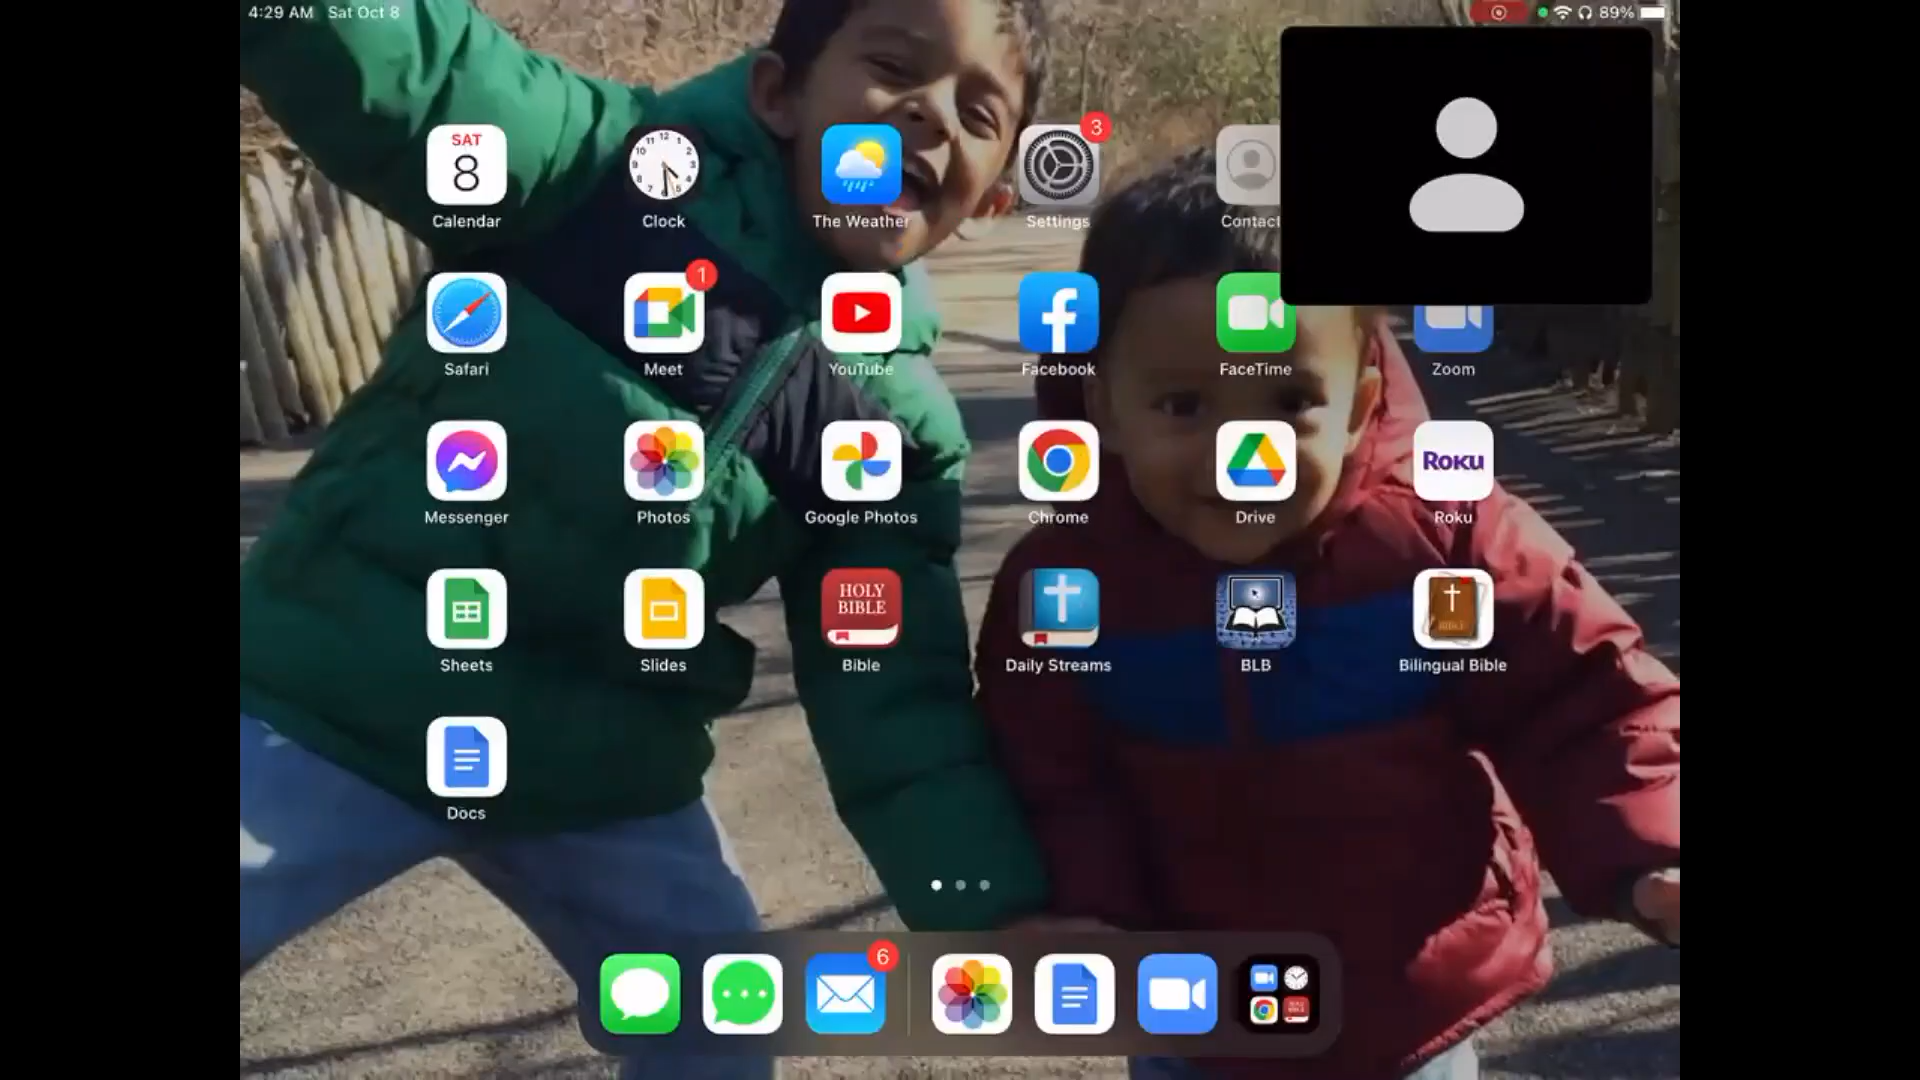 4:29 AM Sat Oct 8
89%
SAT
8
3
Calendar
Clock
The Weather
Settings
Contact
1
Safari
Meet
YouTube
Facebook
FaceTime
Zoom
Roku
Messenger
Photos
Google Photos
Chrome
Drive
Roku
HOLY
BIBLE
BIBLE
Sheets
Slides
Bible
Daily Streams
BLB
Bilingual Bible
Docs
6